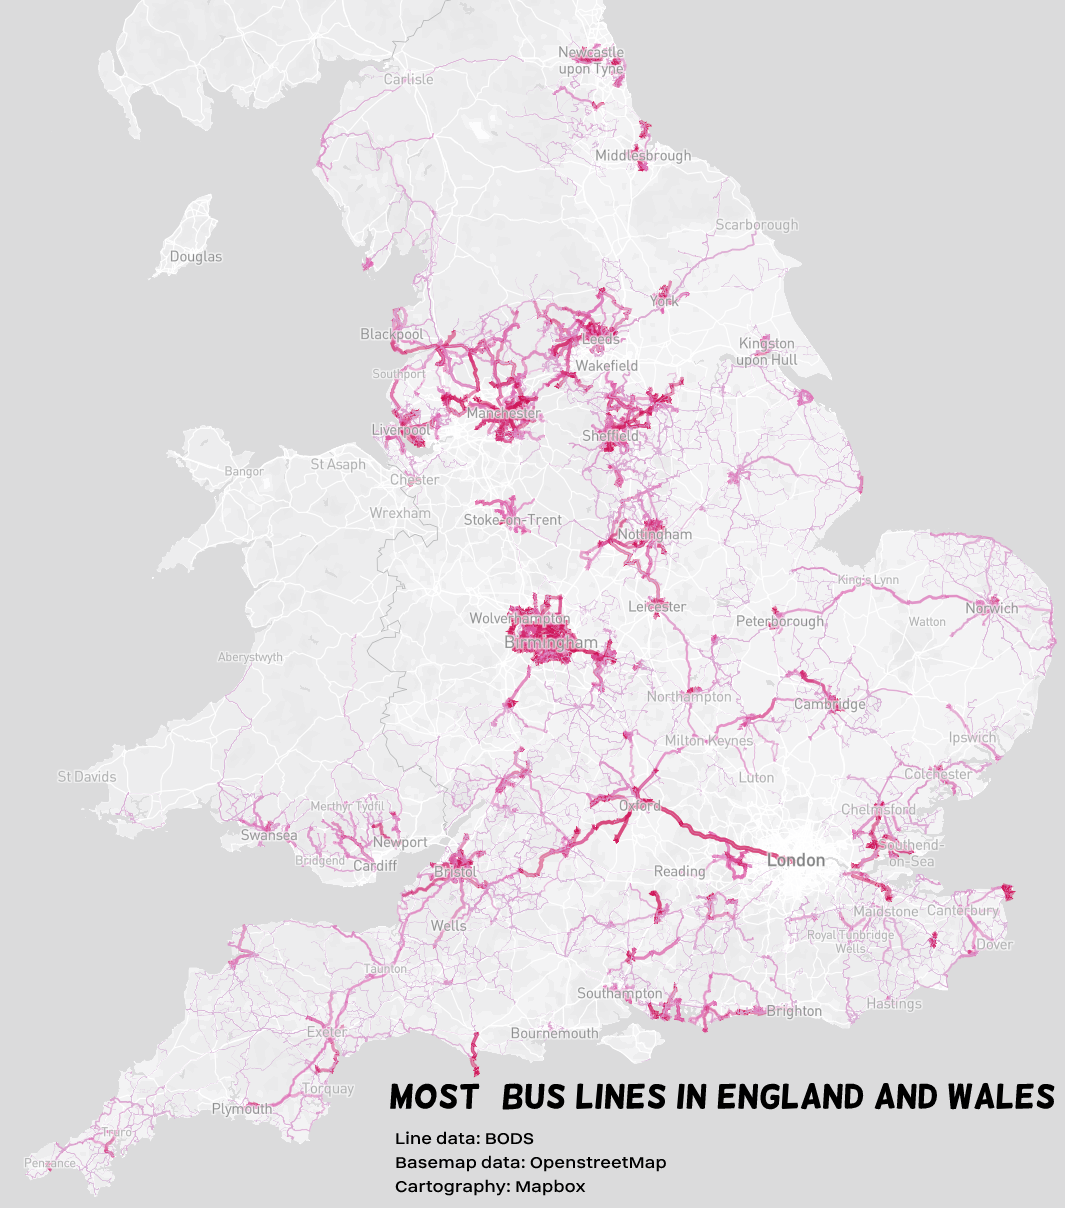 Newcastle
upon Tyne
Carlisle
Middlesbrough
Scarborough
Douglas
York
Blackpool
Leeds
Kingston
upon Hull
Southport
Wakefield
Manchester
Liverpool
Sheffield
St Asaph
Bangor
Chester
Wrexham
Stoke-on-Trent
Nottingham
King's Lynn
Leicester
Norwich
Wolverhampton
Peterborough
Watton
Birmingham
Aberystwyth
Northampton
Cambridge
Milton Keynes
Ipswich
St Davids
Luton
Colchester
Merthyr Tydfil
Oxford
Chelmsford
Swansea
Newport
Southend-
on-Sea
Bridgend
Cardiff
London
Bristol
Reading
Maidstone
Canterbury
Wells
Royal Tunbridge
Wells
Dover
Taunton
Southampton
Hastings
Brighton
Exeter
Bournemouth
Torquay
Plymouth
MOST BUS LINES IN ENGLAND AND WALES
Truro
Line data: BODS
Penzance
Basemap data: OpenstreetMap
Cartography: Mapbox